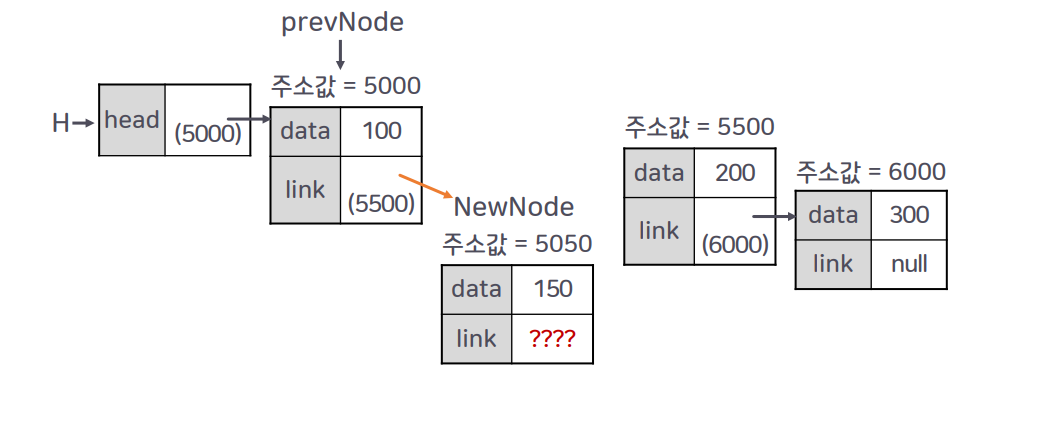 prevNode
주소값 = 5000
H
head
(5000)
data
100
link
(5500)
NewNode
주소값 = 5050
data
150
link
????
주소값 = 5500
data
200
link
(6000)
주소값 = 6000
data
300
link
null